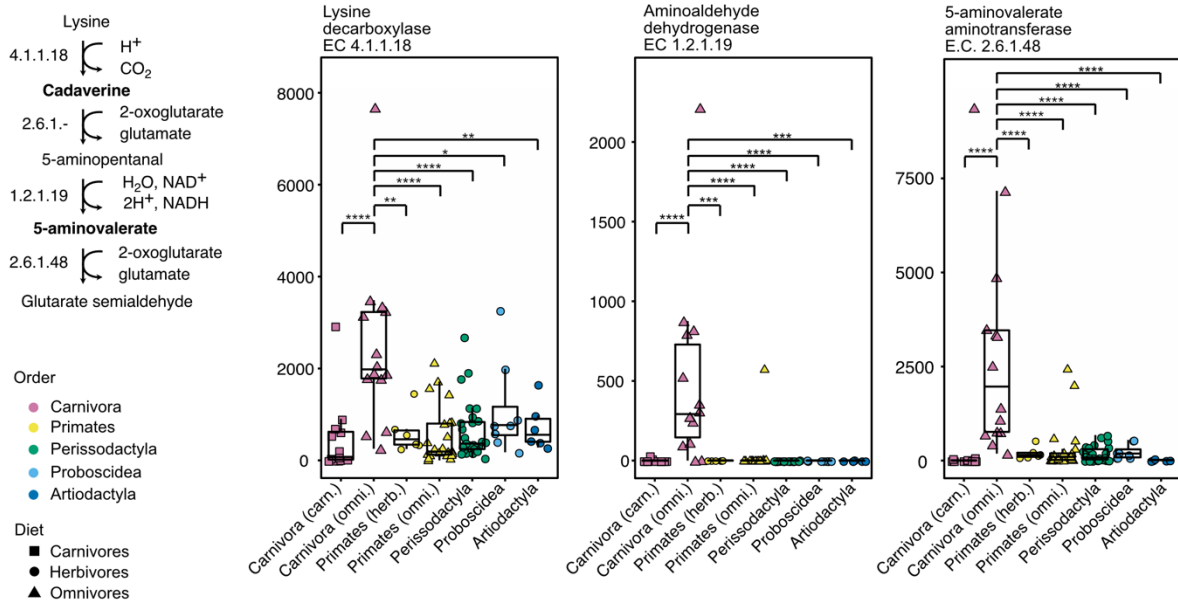 Lysine
4.1.1.18
H+
CO2
Cadaverine
2.6.1.-
2-oxoglutarate
glutamate
5-aminopentanal
1.2.1.19
H2O, NAD+
2H+, NADH
5-aminovalerate
2.6.1.48
2-oxoglutarate
glutamate
Glutarate semialdehyde
Order
Carnivora
Primates
Perissodactyla
Proboscidea
Artiodactyla
Diet
Carnivores
Herbivores
Omnivores
Lysine
decarboxylase
EC 4.1.1.18
8000
6000
4000
2000
0
**
*
****
****
**
****
Carnivora (carn.)
Carnivora (omni.)
Primates (herb.)
Primates (omni.)
Perissodactyla
Proboscidea
Artiodactyla
Aminoaldehyde
dehydrogenase
EC 1.2.1.19
2000
1500
1000
500
0
***
****
****
****
***
****
Carnivora (carn.)
Carnivora (omni.)
Primates (herb.)
Primates (omni.)
Perissodactyla
Proboscidea
Artiodactyla
5-aminovalerate
aminotransferase
E.C. 2.6.1.48
7500
5000
2500
0
****
****
****
****
****
****
Carnivora (carn.)
Carnivora (omni.)
Primates (herb.)
Primates (omni.)
Perissodactyla
Proboscidea
Artiodactyla